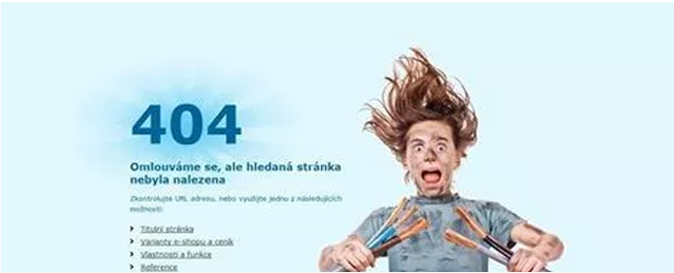 404
Omlouváme se, ale hledaná stránka
nebyla nalezena
Zkontrolujte URL adresu, nebo využijte jednu z následujících
možností:
Titulní stránka
Varianty e-shopu a ceník
Vlastnosti a funkce
Reference